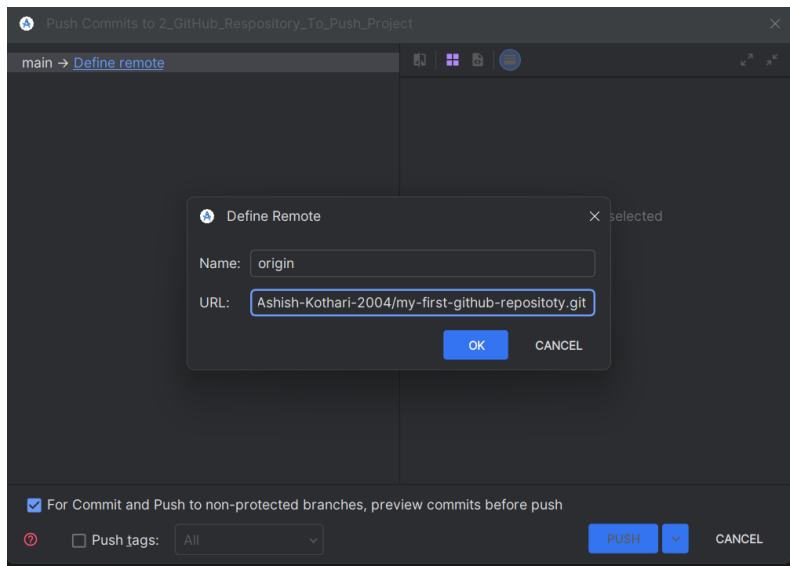 Push Commits to 2_GitHub_Respository_To_Push_Project
main → Define remote
selected
Define Remote
Name: origin
URL: Ashish-Kothari-2004/my-first-github-repositoty.git
OK CANCEL
For Commit and Push to non-protected branches, preview commits before push
Push tags: All
PUSH CANCEL